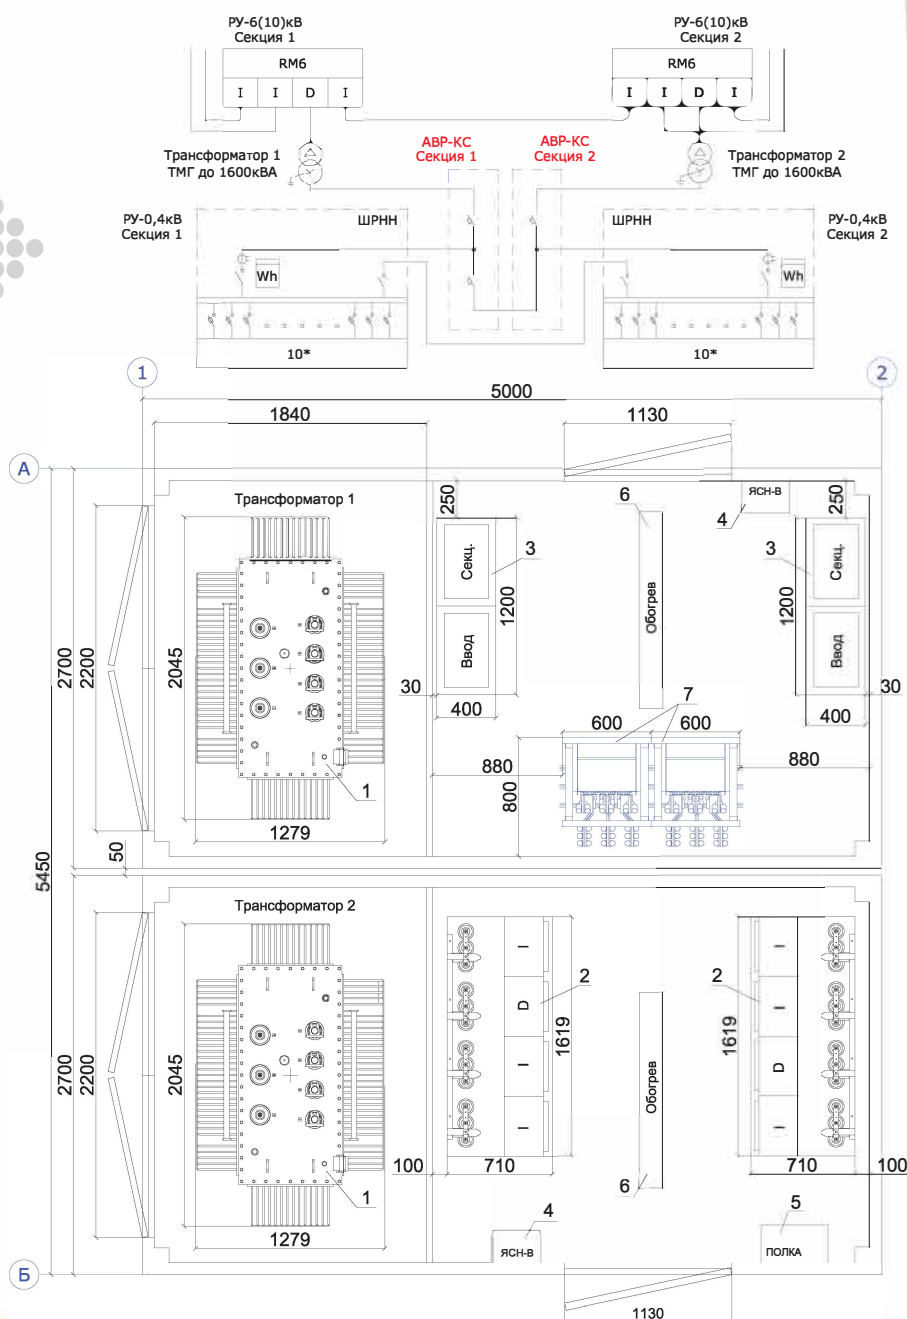 РУ-6(10)кВ
Секция 1
RM6
I I D I
РУ-6(10)кВ
Секция 2
RM6
I I D I
Трансформатор 1
ТМГ до 1600кВА
АВР-КС
Секция 1
АВР-КС
Секция 2
Трансформатор 2
ТМГ до 1600кВА
РУ-0,4кВ
Секция 1
ШРНН
Wh
10*
ШРНН
РУ-0,4кВ
Секция 2
Wh
10*
1
2
5000
1840
1130
А
Трансформатор 1
250
6
ЯСН-В
4
250
Секц.
3
1200
Ввод
Обогрев
3
Секц.
1200
Ввод
2700
2200
2045
30
400
7
600
600
30
400
880
800
880
1
1279
50
5450
Трансформатор 2
I
D
I
I
2
1619
2
I
I
D
I
1619
2700
2200
2045
Обогрев
100
710
710
100
1
6
1279
4
ЯСН-В
5
ПОЛКА
Б
1130